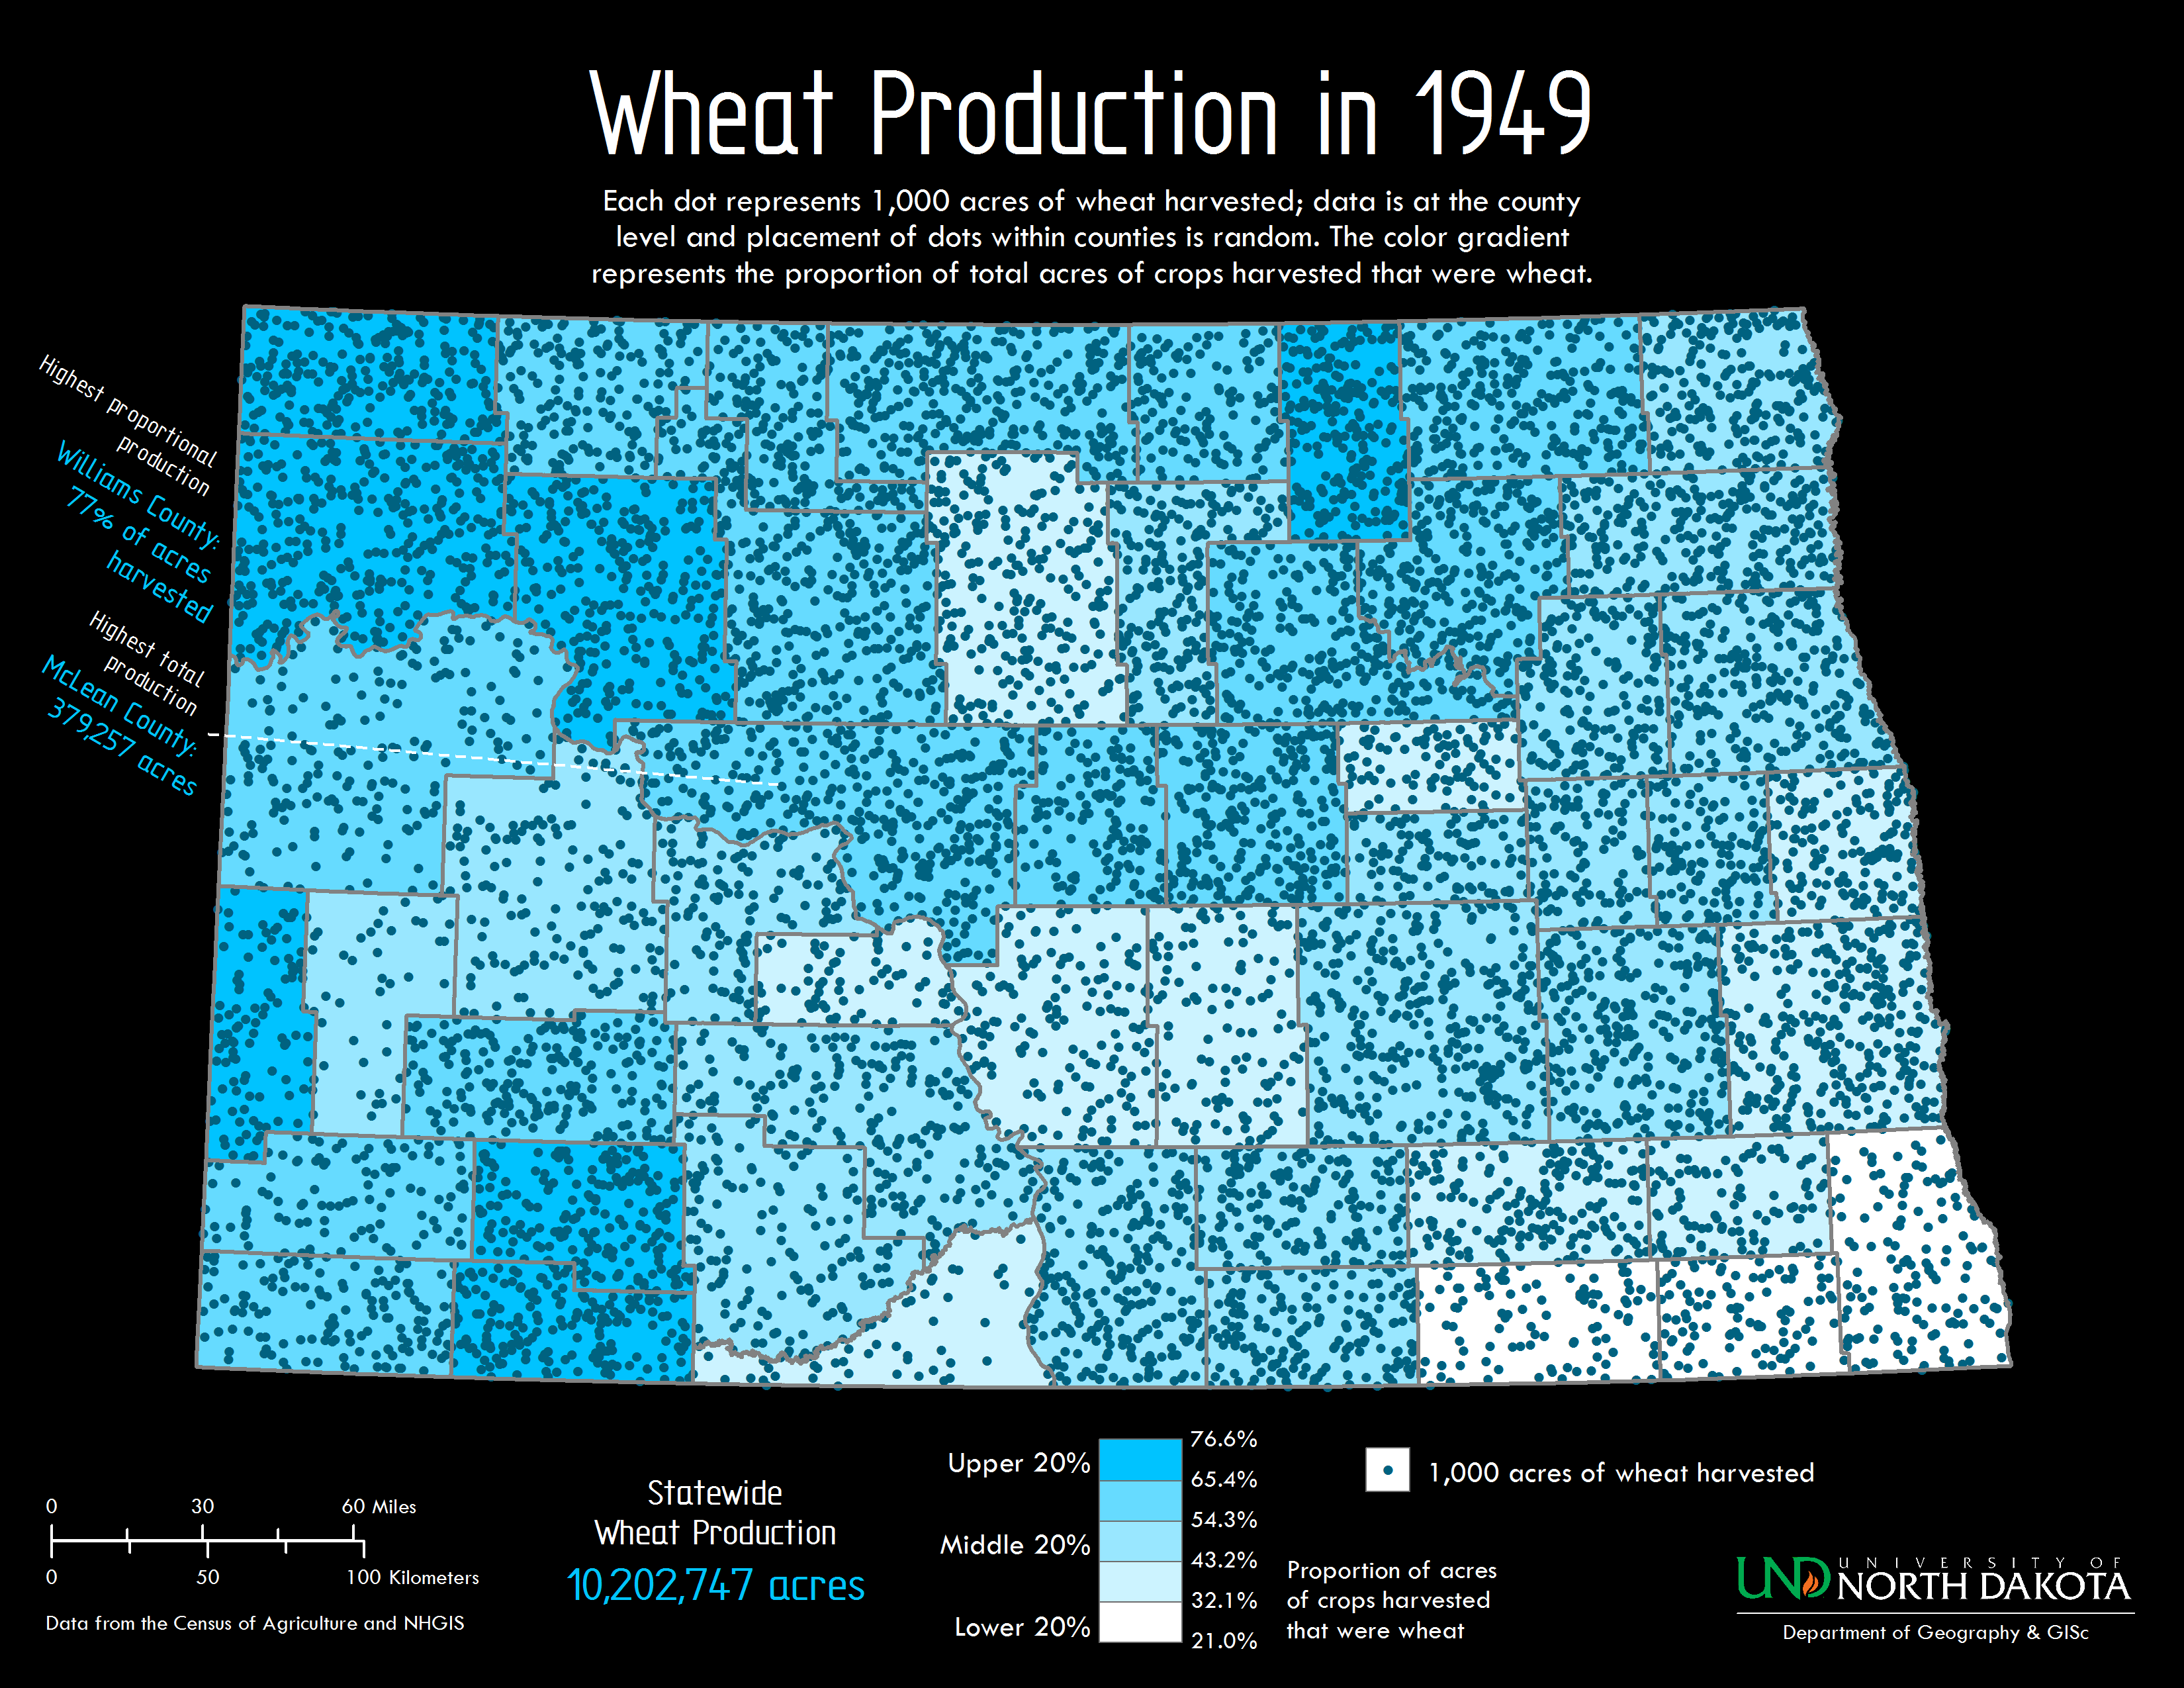 Wheat Production in 1949
Each dot represents 1,000 acres of wheat harvested; data is at the county
level and placement of dots within counties is random. The color gradient
represents the proportion of total acres of crops harvested that were wheat.
Highest proportional
production
Williams County:
77% of acres
harvested
Highest total
production
McLean County:
379,257 acres
0 30 60 Miles
0 50 100 Kilometers
Data from the Census of Agriculture and NHGIS
Statewide
Wheat Production
10,202,747 acres
Upper 20%
Middle 20%
Lower 20%
76.6%
65.4%
54.3%
43.2%
32.1%
21.0%
Proportion of acres
of crops harvested
that were wheat
1,000 acres of wheat harvested
UND
UNIVERSITY OF
NORTH DAKOTA
Department of Geography & GISc